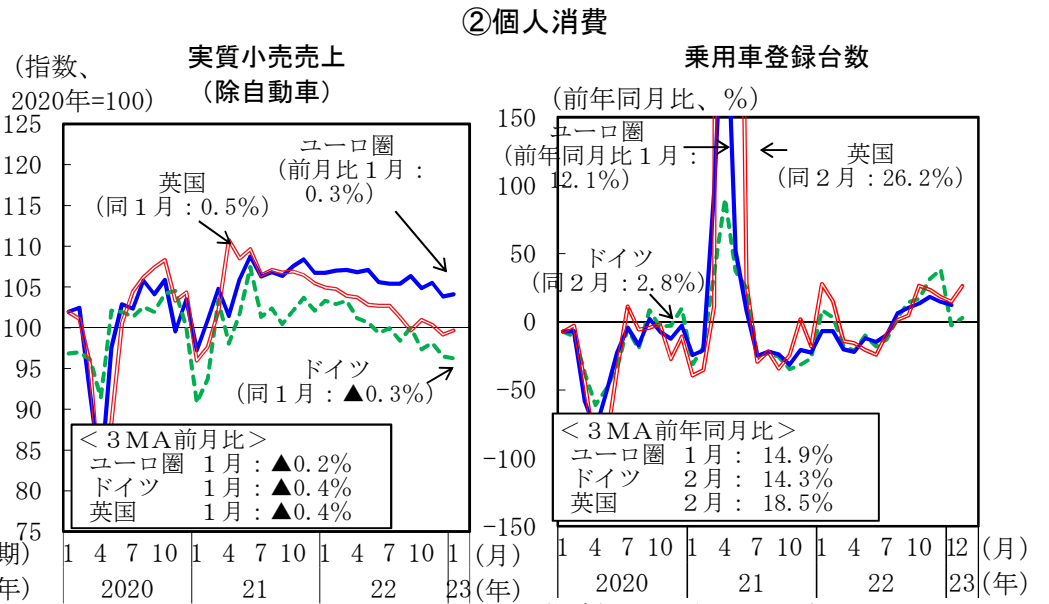 ②個人消費
実質小売売上
（除自動車）
（指数、
2020年=100）
125
120
115
110
105
100
95
90
85
80
75
ユーロ圏
（前月比１月：
0.3%）
英国
（同１月：0.5%）
ドイツ
（同１月：▲0.3%）
＜３MA前月比＞
ユーロ圏 １月：▲0.2%
ドイツ １月：▲0.4%
英国 １月：▲0.4%
期）
1 4 7 10 1 4 7 10 1 4 7 10 1 （月）
年）
2020 21 22 23 （年）
乗用車登録台数
（前年同月比、%）
150
100
50
0
-50
-100
-150
ユーロ圏
（前年同月比１月：
12.1%）
英国
（同２月：26.2%）
ドイツ
（同２月：2.8%）
＜３MA前年同月比＞
ユーロ圏 １月： 14.9%
ドイツ ２月： 14.3%
英国 ２月： 18.5%
1 4 7 10 1 4 7 10 1 4 7 10 12 （月）
2020 21 22 23 （年）